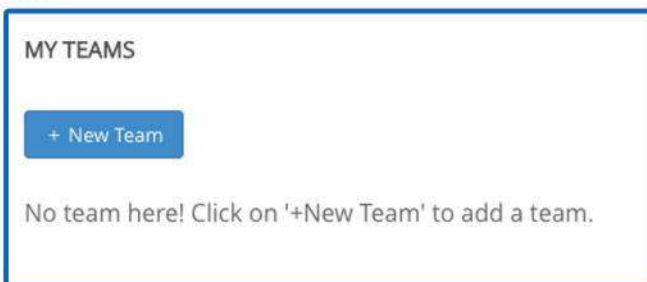 MY TEAMS
+ New Team
No team here! Click on '+New Team' to add a team.